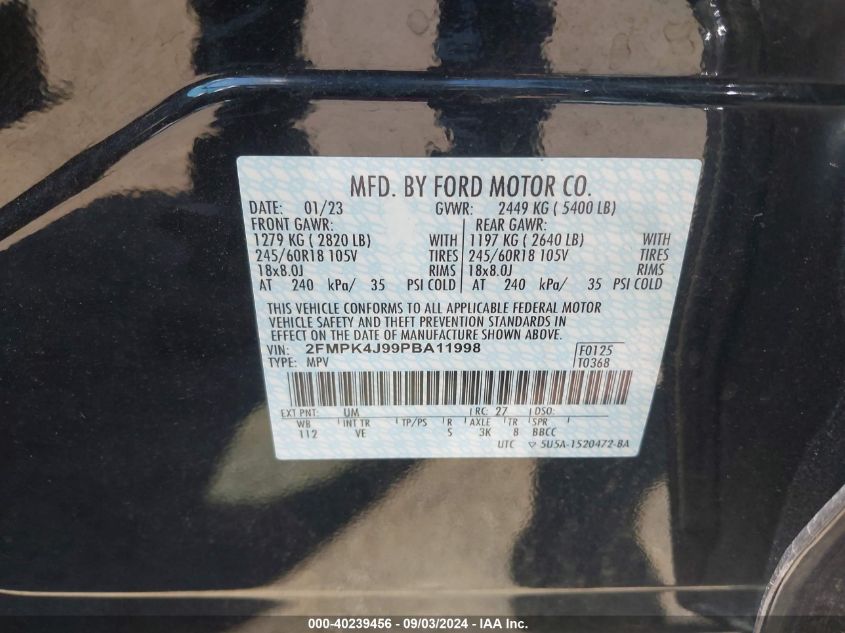 MFD. BY FORD MOTOR CO.
DATE: 01/23 GVWR: 2449 KG ( 5400 LB)
FRONT GAWR: REAR GAWR:
1279 KG ( 2820 LB) WITH 1197 KG ( 2640 LB) WITH
245/60R18 105V TIRES 245/60R18 105V TIRES
18x8.0J RIMS 18x8.0J RIMS
AT 240 kPa/ 35 PSI COLD AT 240 kPa/ 35 PSI COLD
THIS VEHICLE CONFORMS TO ALL APPLICABLE FEDERAL MOTOR
VEHICLE SAFETY AND THEFT PREVENTION STANDARDS IN
EFFECT ON THE DATE OF MANUFACTURE SHOWN ABOVE.
VIN: 2FMPK4J99PBA11998 F0125
TYPE: MPV T0368
EXT PNT: UM RC: 27 DSO:
WB INT TR TP/PS R AXLE TR SPR
112 VE 5 3K 8 BBCC
UTC ▽ 5U5A-1520472-BA
000-40239456 - 09/03/2024 - IAA Inc.